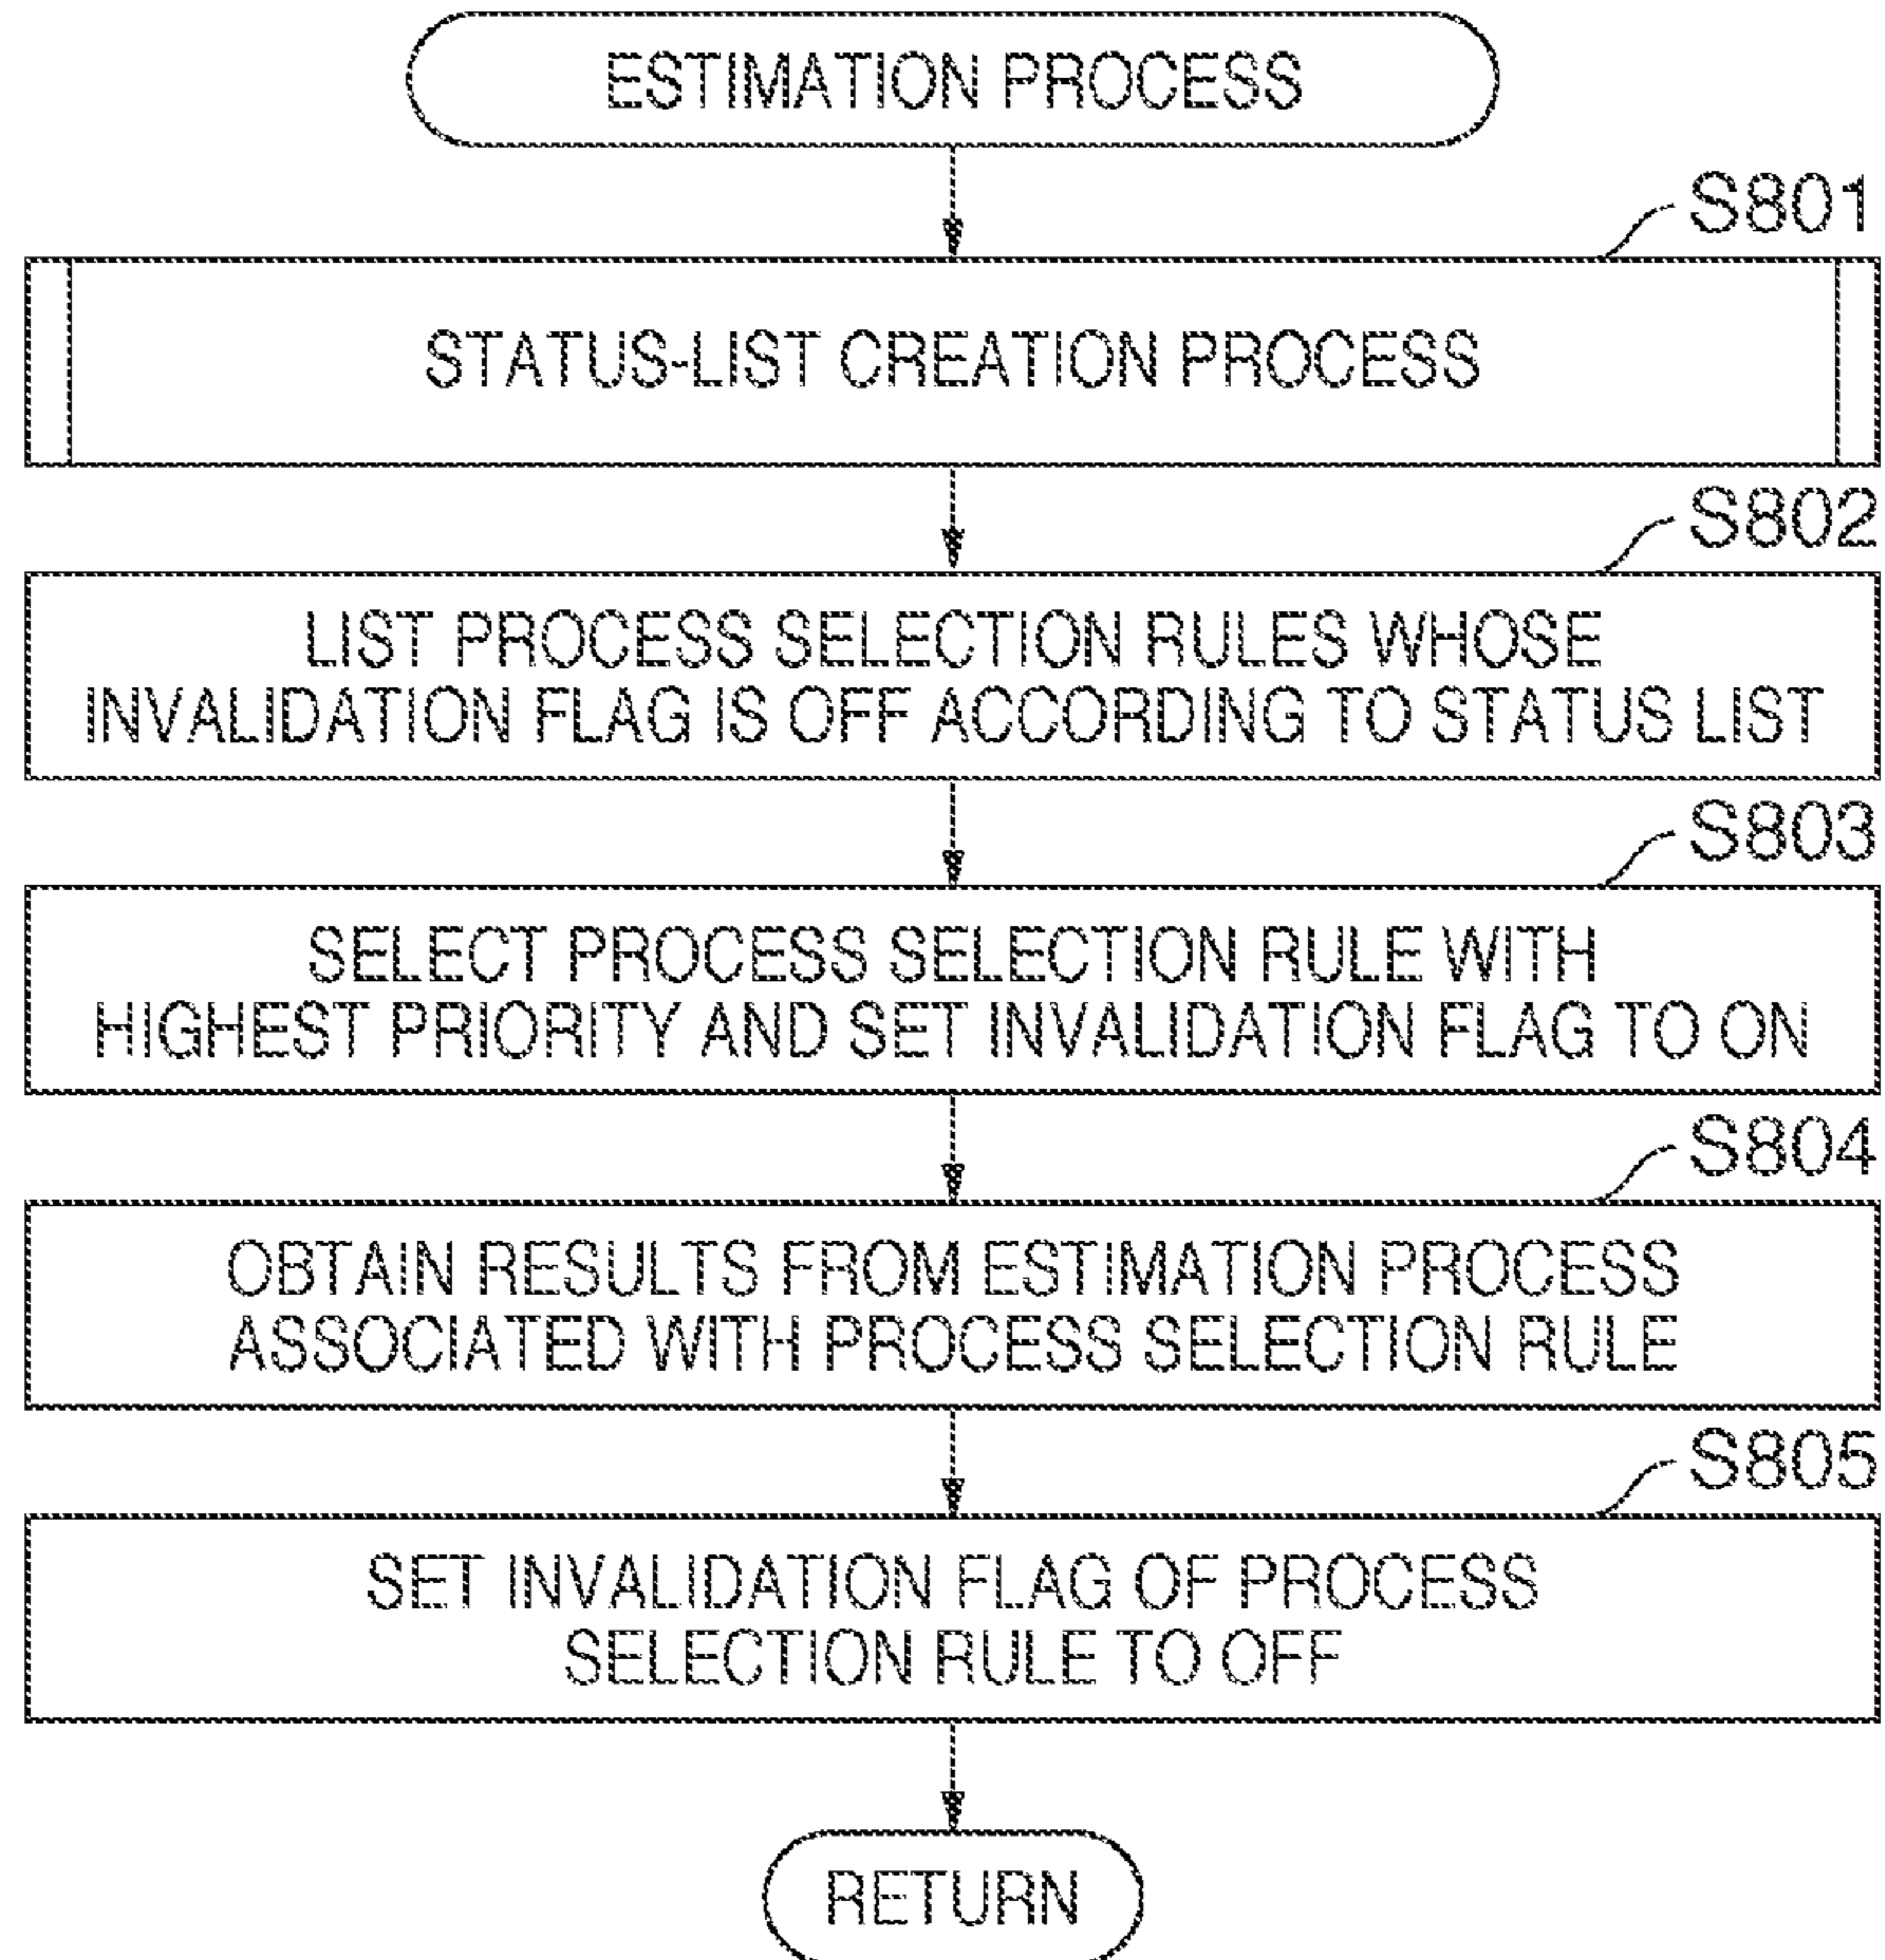 ESTIMATION PROCESS
S801
STATUS-LIST CREATION PROCESS
S802
LIST PROCESS SELECTION RULES WHOSE
INVALIDATION FLAG IS OFF ACCORDING TO STATUS LIST
S803
SELECT PROCESS SELECTION RULE WITH
HIGHEST PRIORITY AND SET INVALIDATION FLAG TO ON
S804
OBTAIN RESULTS FROM ESTIMATION PROCESS
ASSOCIATED WITH PROCESS SELECTION RULE
S805
SET INVALIDATION FLAG OF PROCESS
SELECTION RULE TO OFF
RETURN